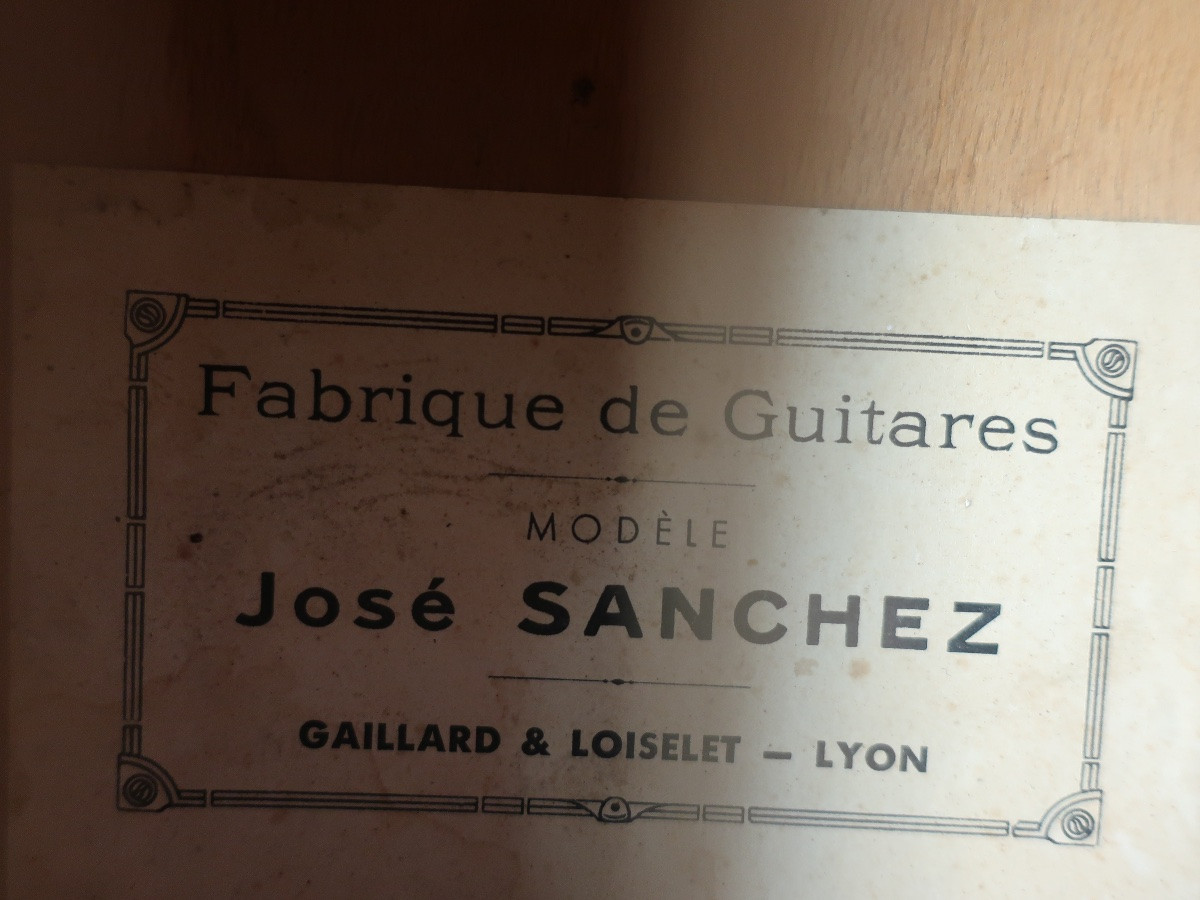 Fabrique de Guitares
MODÈLE
José SANCHEZ
GAILLARD & LOISELET — LYON